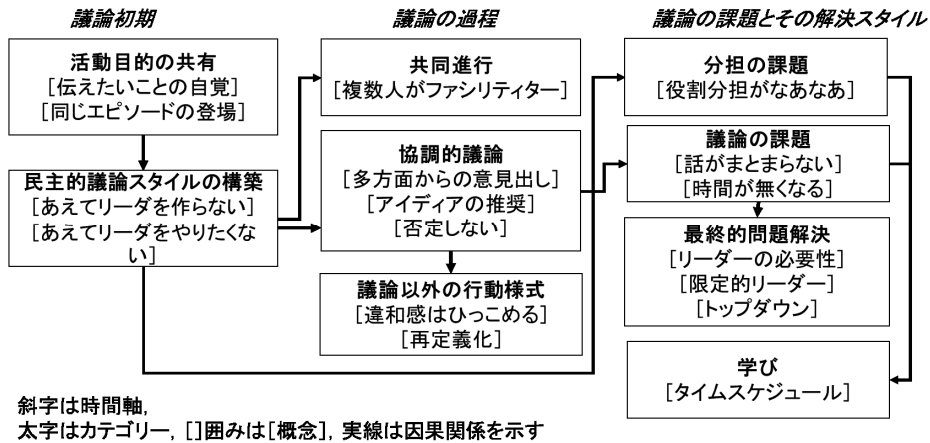 議論初期
議論の過程
議論の課題とその解決スタイル
活動目的の共有
[伝えたいことの自覚]
[同じエピソードの登場]
民主的議論スタイルの構築
[あえてリーダを作らない]
[あえてリーダをやりたくな
い]
共同進行
[複数人がファシリティター]
協調的議論
[多方面からの意見出し]
[アイディアの推奨]
[否定しない]
議論以外の行動様式
[違和感はひっこめる]
[再定義化]
分担の課題
[役割分担がなあなあ]
議論の課題
[話がまとまらない]
[時間が無くなる]
最終的問題解決
[リーダーの必要性]
[限定的リーダー]
[トップダウン]
学び
[タイムスケジュール]
斜字は時間軸,
太字はカテゴリー, []囲みは[概念], 実線は因果関係を示す